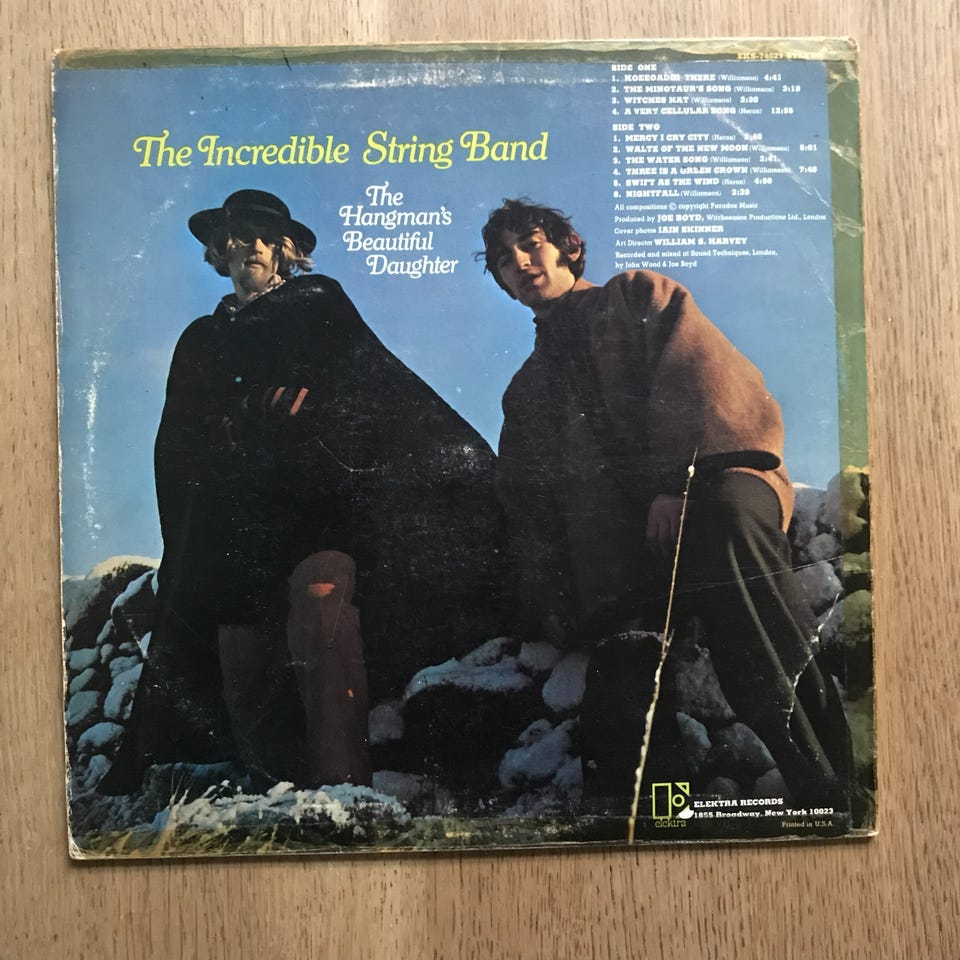 EKS-74021 STEREO
SIDE ONE
1. KOEEOADDI THERE (Williamson) 4:41
2. THE MINOTAUR'S SONG (Williamson) 3:18
3. WITCHES HAT (Williamson) 2:30
4. A VERY CELLULAR SONG (Heron) 12:55
SIDE TWO
1. MERCY I CRY CITY (Heron) 2:40
2. WALTZ OF THE NEW MOON (Williamson) 5:01
3. THE WATER SONG (Williamson) 2:41
4. THREE IS A GREEN CROWN (Williamson) 7:40
5. SWIFT AS THE WIND (Heron) 4:50
6. NIGHTFALL (Williamson) 2:29
All compositions © copyright Paradox Music
Produced by JOE BOYD, Witchseason Productions Ltd., London
Cover photos IAIN SKINNER
Art Director WILLIAM S. HARVEY
Recorded and mixed at Sound Techniques, London,
by John Wood & Joe Boyd
The Incredible String Band
The
Hangman's
Beautiful
Daughter
elektra
ELEKTRA RECORDS
1855 Broadway, New York 10023
Printed in U.S.A.